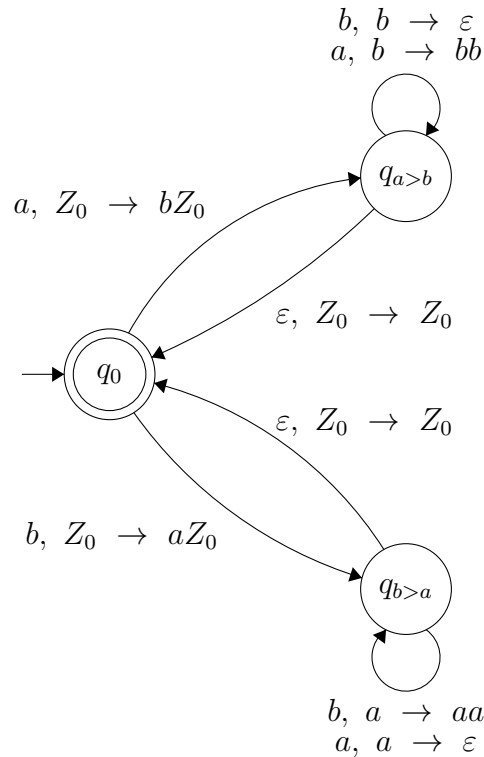 b, b → ε
a, b → bb
q_{a>b}
a, Z_0 → bZ_0
ε, Z_0 → Z_0
q_0
ε, Z_0 → Z_0
b, Z_0 → aZ_0
q_{b>a}
b, a → aa
a, a → ε